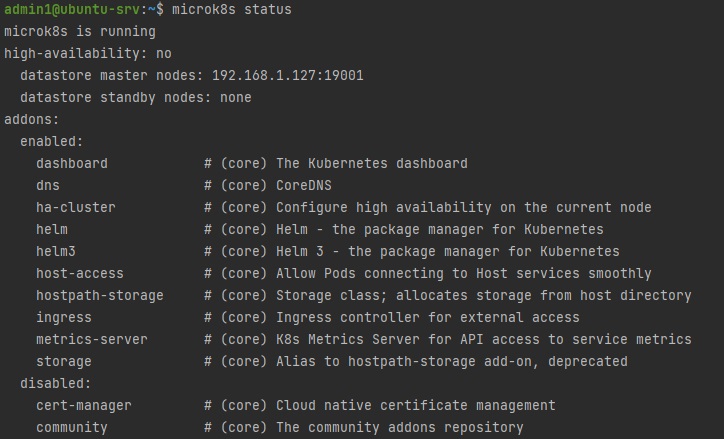 admin1@ubuntu-srv:~$ microk8s status
microk8s is running
high-availability: no
  datastore master nodes: 192.168.1.127:19001
  datastore standby nodes: none
addons:
  enabled:
    dashboard            # (core) The Kubernetes dashboard
    dns                  # (core) CoreDNS
    ha-cluster           # (core) Configure high availability on the current node
    helm                 # (core) Helm - the package manager for Kubernetes
    helm3                # (core) Helm 3 - the package manager for Kubernetes
    host-access          # (core) Allow Pods connecting to Host services smoothly
    hostpath-storage     # (core) Storage class; allocates storage from host directory
    ingress              # (core) Ingress controller for external access
    metrics-server       # (core) K8s Metrics Server for API access to service metrics
    storage              # (core) Alias to hostpath-storage add-on, deprecated
  disabled:
    cert-manager         # (core) Cloud native certificate management
    community            # (core) The community addons repository